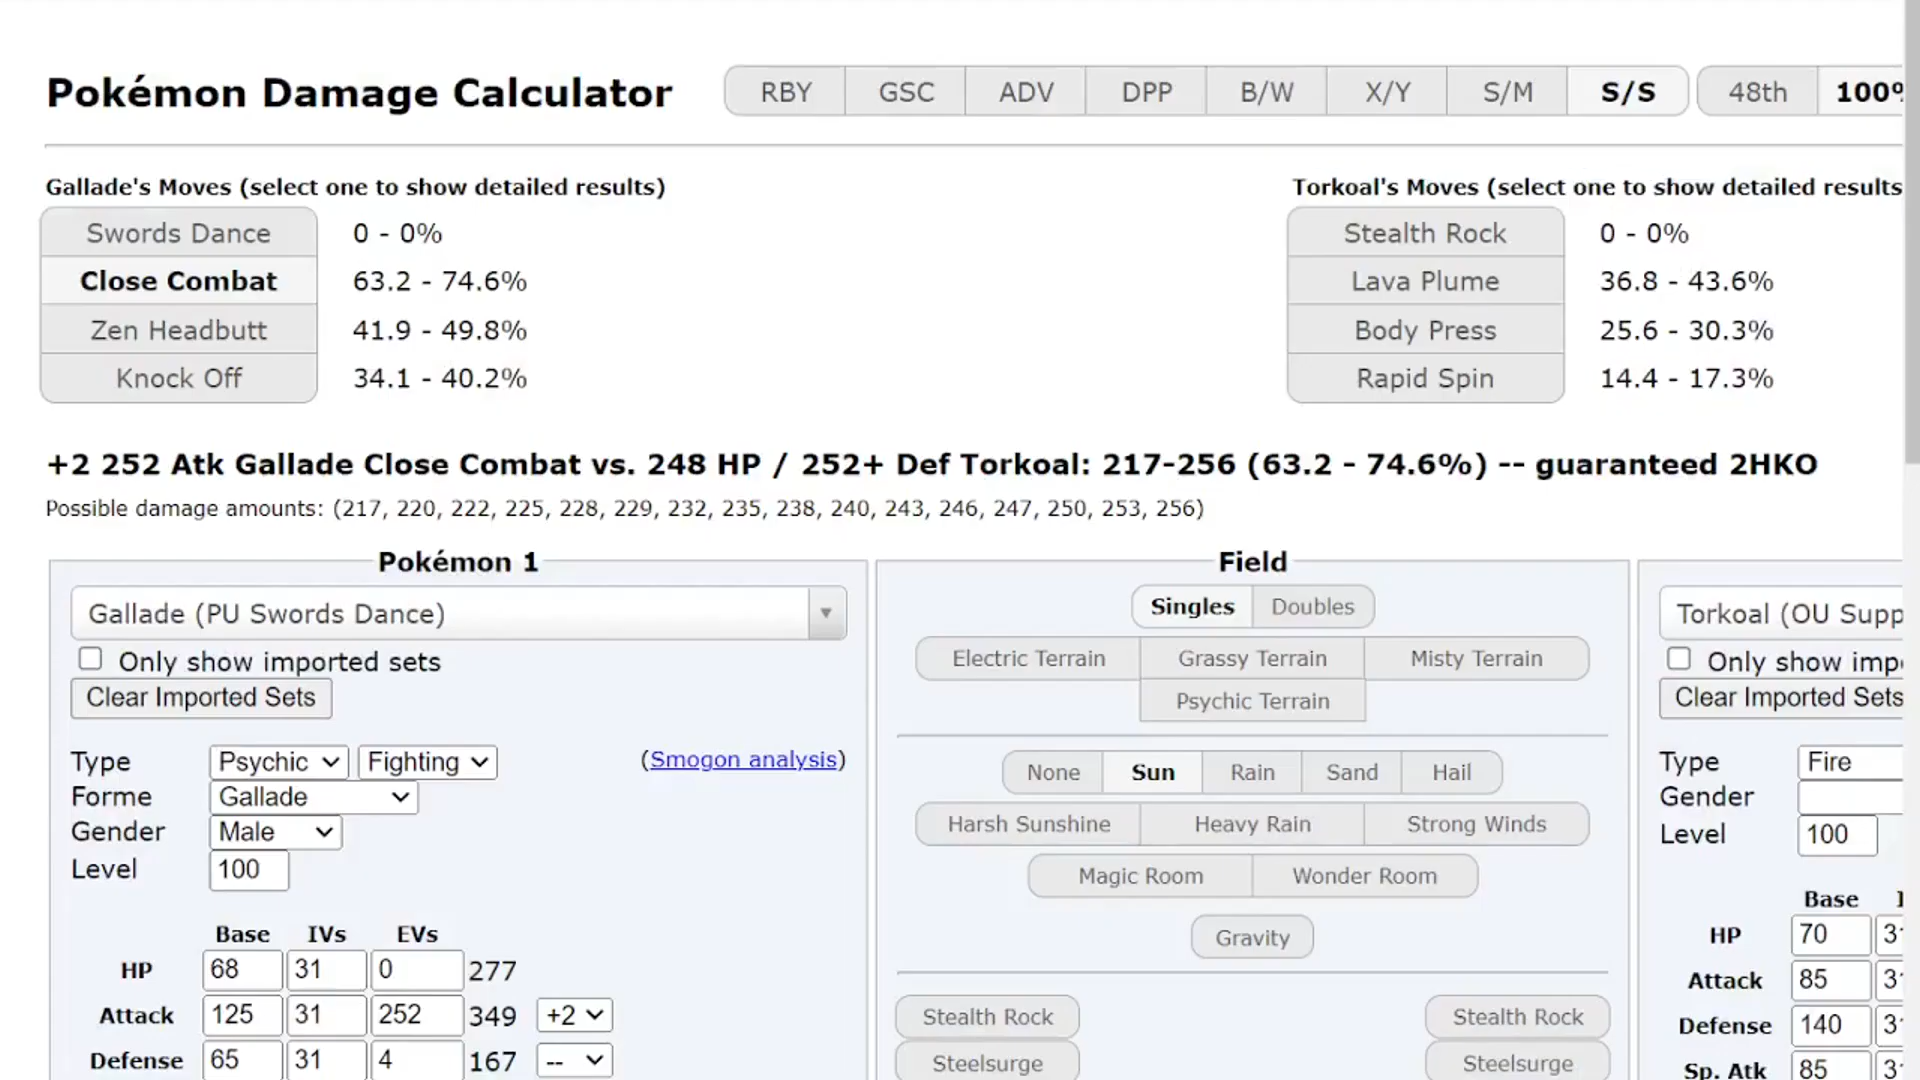 Pokémon Damage Calculator
RBY GSC ADV DPP B/W X/Y S/M S/S 48th 100%
Gallade's Moves (select one to show detailed results)
Swords Dance 0 - 0%
Close Combat 63.2 - 74.6%
Zen Headbutt 41.9 - 49.8%
Knock Off 34.1 - 40.2%
Torkoal's Moves (select one to show detailed results
Stealth Rock 0 - 0%
Lava Plume 36.8 - 43.6%
Body Press 25.6 - 30.3%
Rapid Spin 14.4 - 17.3%
+2 252 Atk Gallade Close Combat vs. 248 HP / 252+ Def Torkoal: 217-256 (63.2 - 74.6%) -- guaranteed 2HKO
Possible damage amounts: (217, 220, 222, 225, 228, 229, 232, 235, 238, 240, 243, 246, 247, 250, 253, 256)
Pokémon 1
Gallade (PU Swords Dance)
Only show imported sets
Clear Imported Sets
Type Psychic Fighting (Smogon analysis)
Forme Gallade
Gender Male
Level 100
Base IVs EVs
HP 68 31 0 277
Attack 125 31 252 349 +2
Defense 65 31 4 167 --
Field
Singles Doubles
Electric Terrain Grassy Terrain Misty Terrain
Psychic Terrain
None Sun Rain Sand Hail
Harsh Sunshine Heavy Rain Strong Winds
Magic Room Wonder Room
Gravity
Stealth Rock Stealth Rock
Steelsurge Steelsurge
Torkoal (OU Supp
Only show imp
Clear Imported Sets
Type Fire
Gender
Level 100
Base
HP 70
Attack 85
Defense 140
Sp. Atk 85